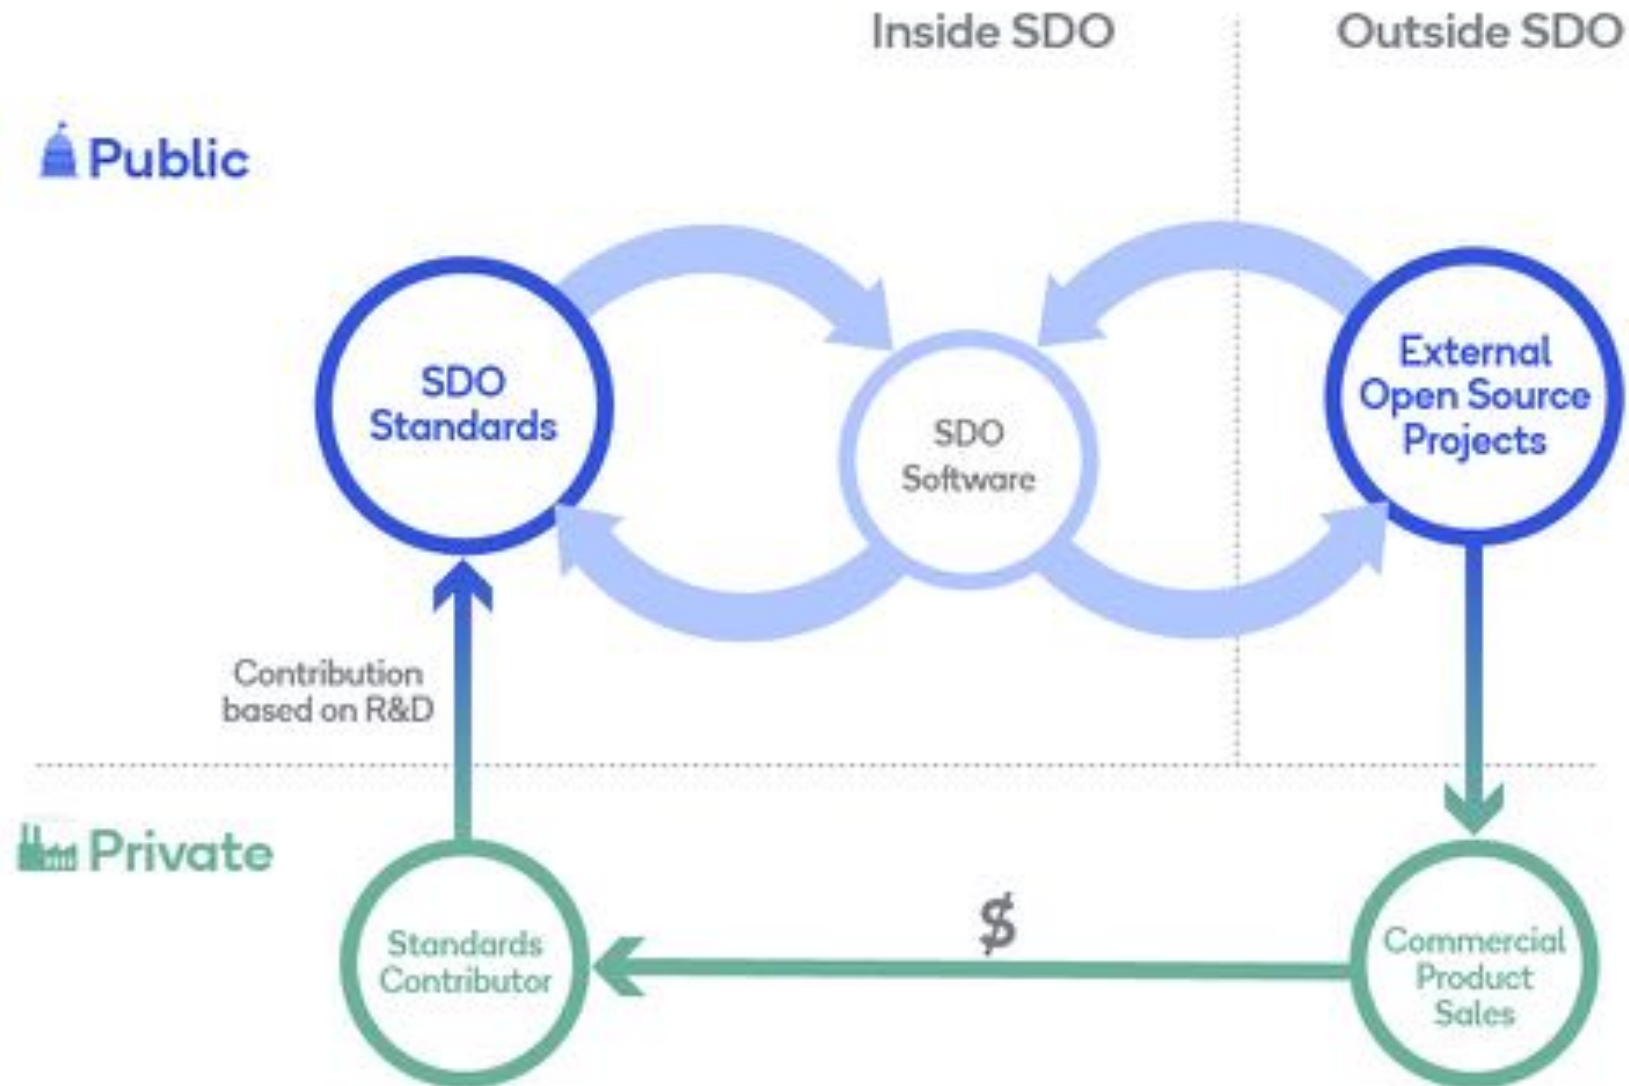 Inside SDO
Outside SDO
Public
SDO
Standards
SDO
Software
External
Open Source
Projects
Contribution
based on R&D
Private
$
Standards
Contributor
Commercial
Product
Sales